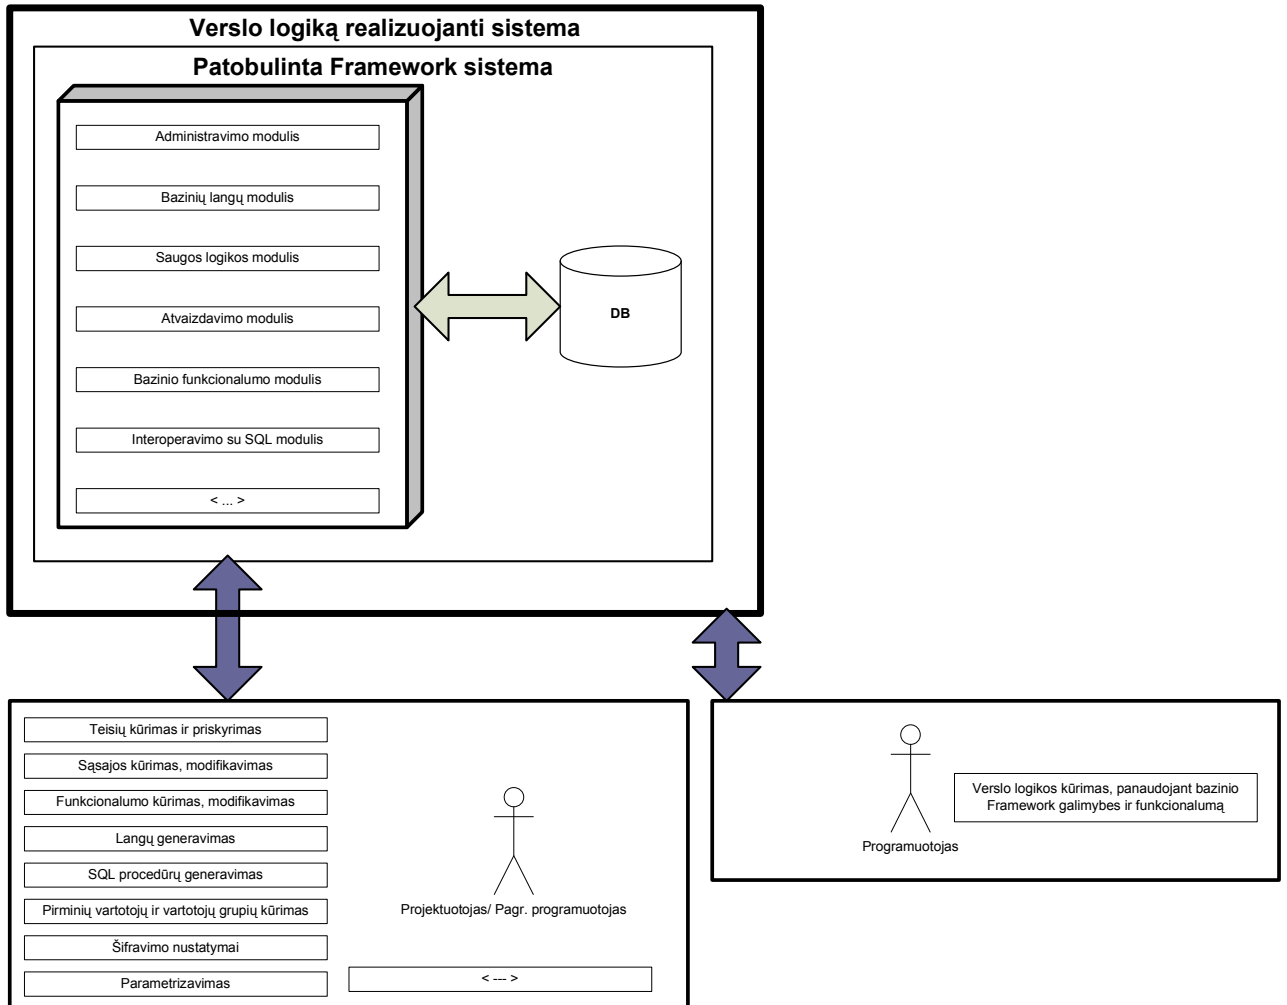 Verslo logiką realizuojanti sistema
Patobulinta Framework sistema
Administravimo modulis
Bazinių langų modulis
Saugos logikos modulis
Atvaizdavimo modulis
Bazinio funkcionalumo modulis
Interoperavimo su SQL modulis
< ... >
DB
Teisių kūrimas ir priskyrimas
Sąsajos kūrimas, modifikavimas
Funkcionalumo kūrimas, modifikavimas
Langų generavimas
SQL procedūrų generavimas
Pirminių vartotojų ir vartotojų grupių kūrimas
Šifravimo nustatymai
Parametrizavimas
Projektuotojas/ Pagr. programuotojas
< --- >
Programuotojas
Verslo logikos kūrimas, panaudojant bazinio
Framework galimybes ir funkcionalumą